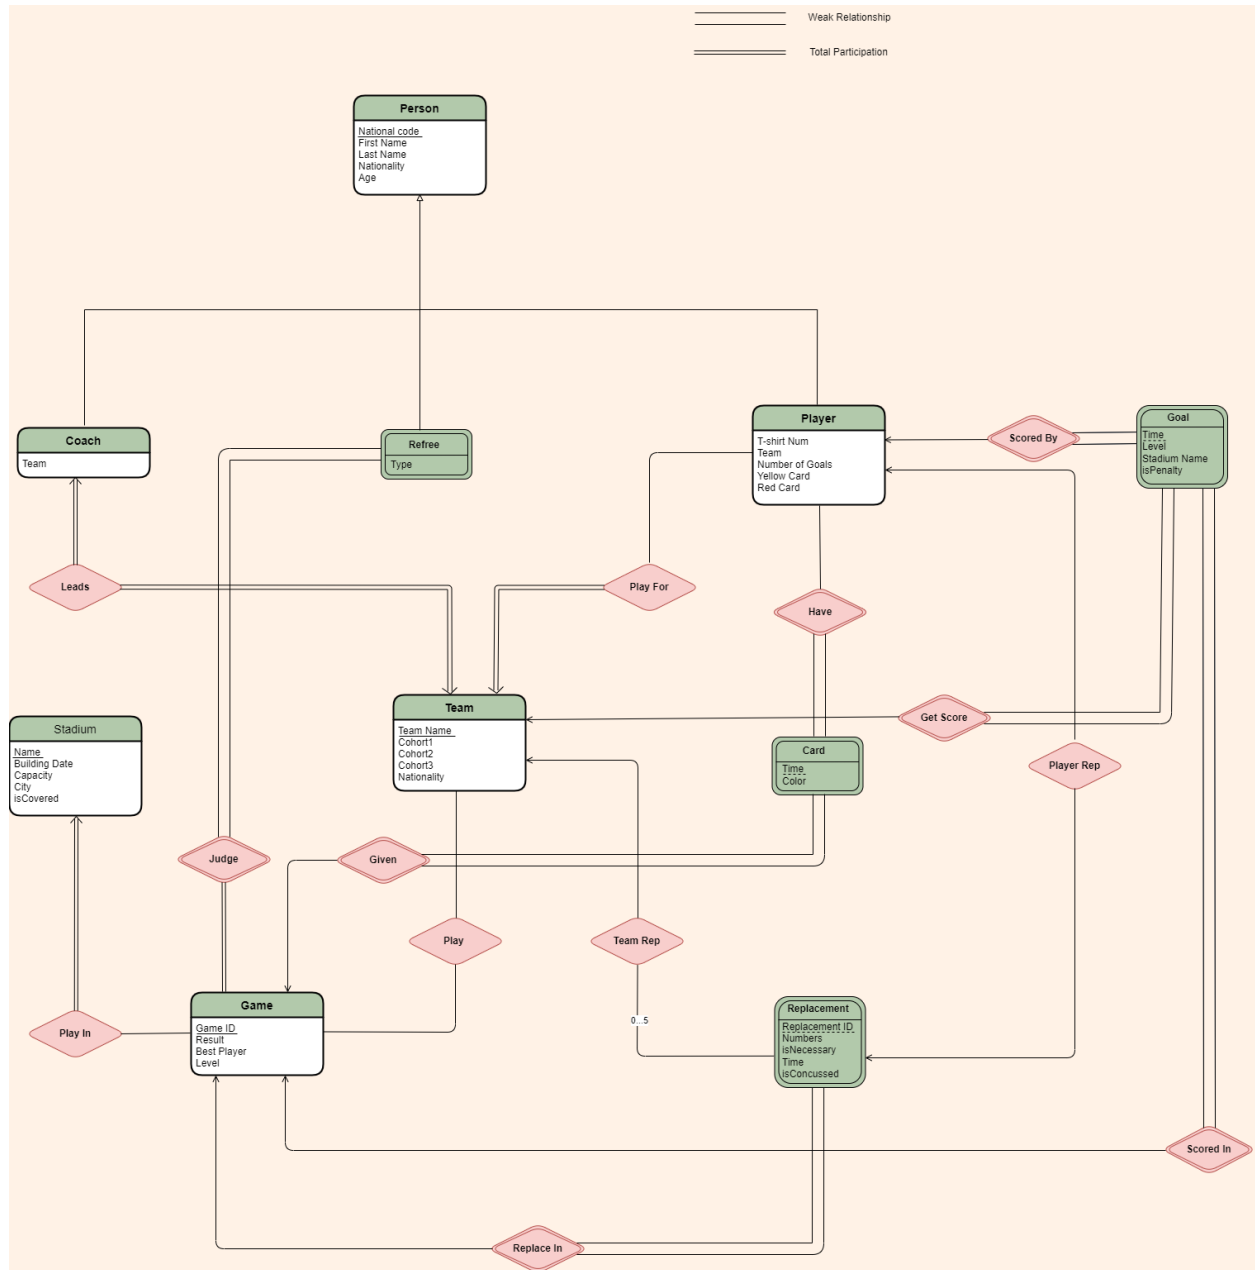 Weak Relationship
Total Participation
Person
National code
First Name
Last Name
Nationality
Age
Coach
Team
Refree
Type
Player
T-shirt Num
Team
Number of Goals
Yellow Card
Red Card
Scored By
Goal
Time
Level
Stadium Name
isPenalty
Leads
Play For
Have
Stadium
Name
Building Date
Capacity
City
isCovered
Team
Team Name
Cohort1
Cohort2
Cohort3
Nationality
Get Score
Card
Time
Color
Player Rep
Judge
Given
Play
Team Rep
0...5
Play In
Game
Game ID
Result
Best Player
Level
Replacement
Replacement ID
Numbers
isNecessary
Time
isConcussed
Scored In
Replace In